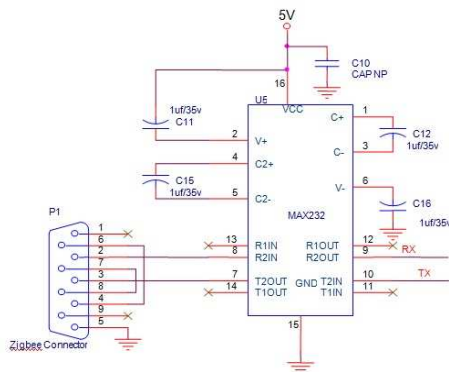 5V
C10
CAP NP
16
U5
VCC
1uf/35v
C11
2
V+
C+
1
C12
1uf/35v
4
C2+
C-
3
C15
1uf/35v
5
C2-
V-
6
C16
1uf/35v
MAX232
P1
1
6
2
7
3
8
4
9
5
13
R1IN
R1OUT
12
8
R2IN
R2OUT
9
RX
7
T2OUT
GND
T2IN
10
TX
14
T1OUT
T1IN
11
15
Zigbee Connector